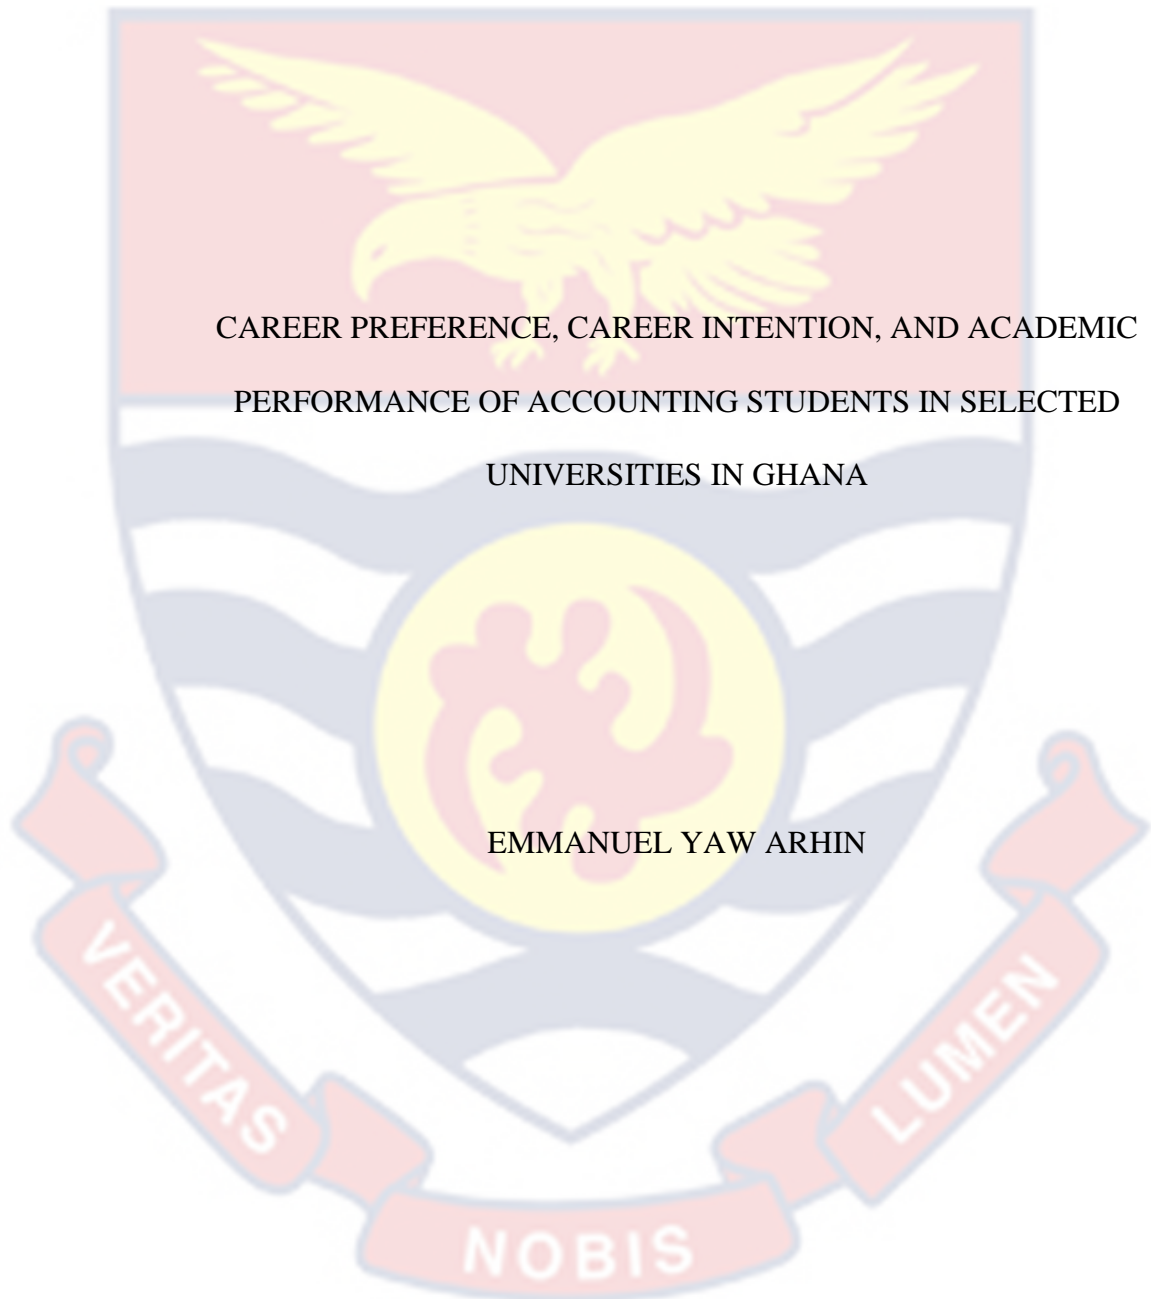 CAREER PREFERENCE, CAREER INTENTION, AND ACADEMIC
PERFORMANCE OF ACCOUNTING STUDENTS IN SELECTED
UNIVERSITIES IN GHANA
EMMANUEL YAW ARHIN
VERITAS
NOBIS
LUMEN